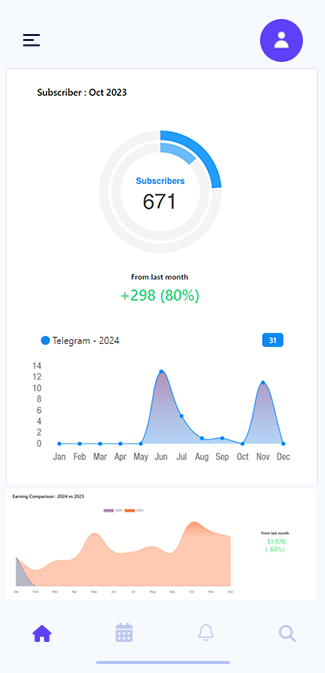 Subscriber : Oct 2023
Subscribers
671
From last month
+298 (80%)
Telegram - 2024
31
14
12
10
8
6
4
2
0
Jan Feb Mar Apr May Jun Jul Aug Sep Oct Nov Dec
Earning Comparison : 2024 vs 2023
2024 2023
From last month
$1.97K
( 68%)
Jan Feb Mar Apr May Jun Jul Aug Sep Oct Nov Dec